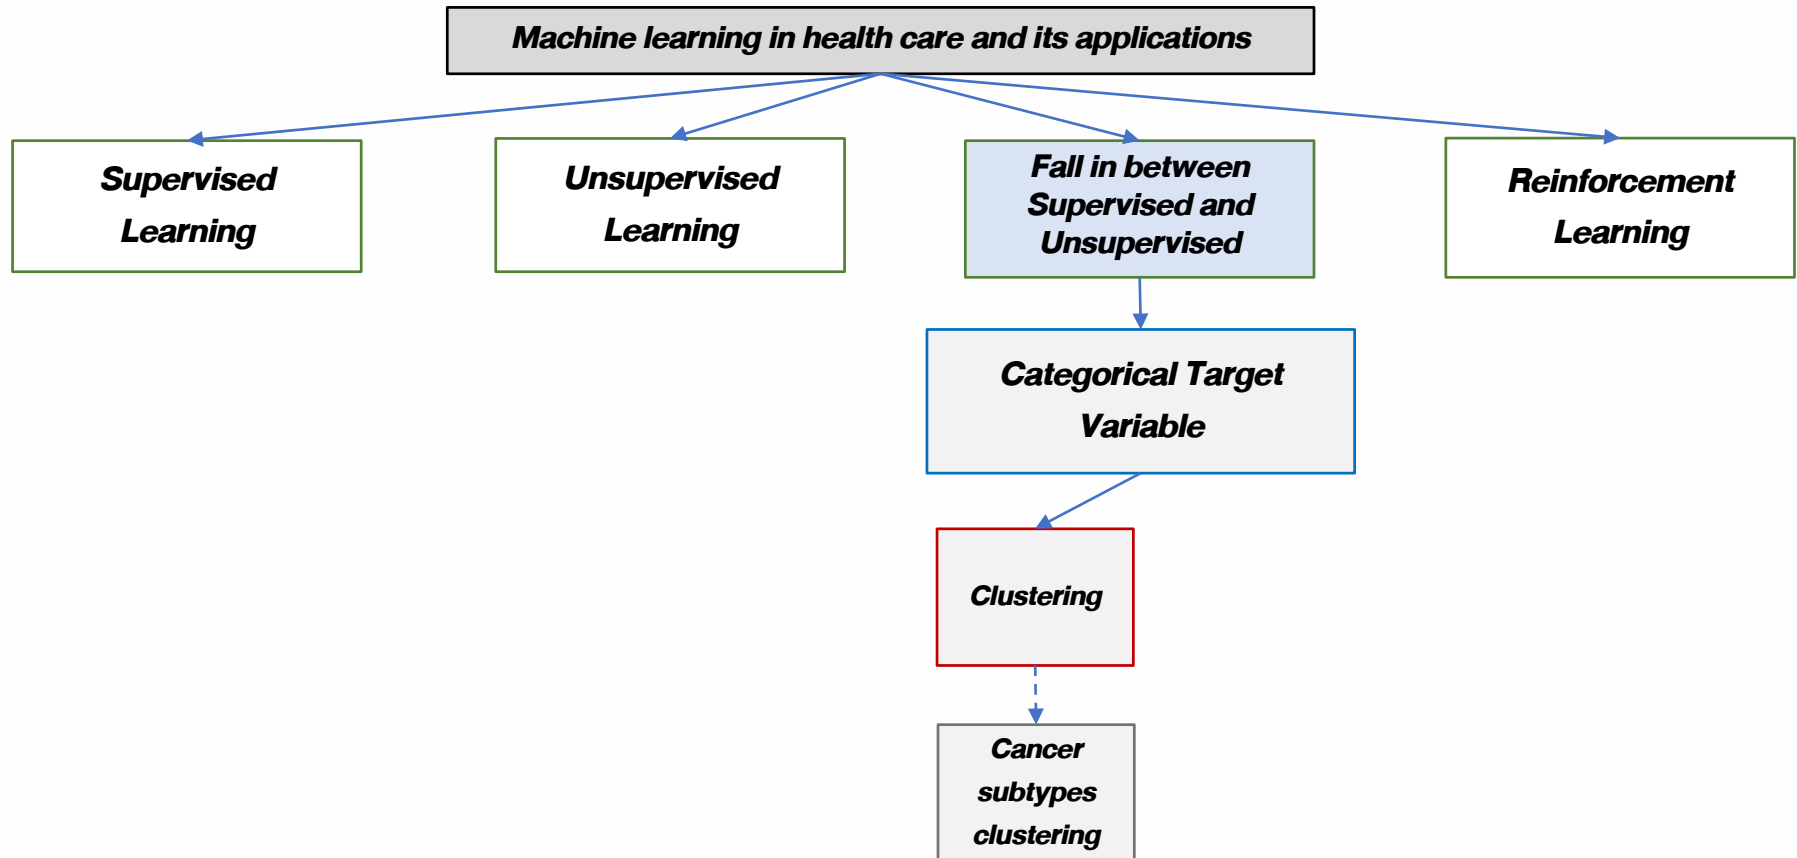 Machine learning in health care and its applications
Supervised
Learning
Unsupervised
Learning
Fall in between
Supervised and
Unsupervised
Reinforcement
Learning
Categorical Target
Variable
Clustering
Cancer
subtypes
clustering